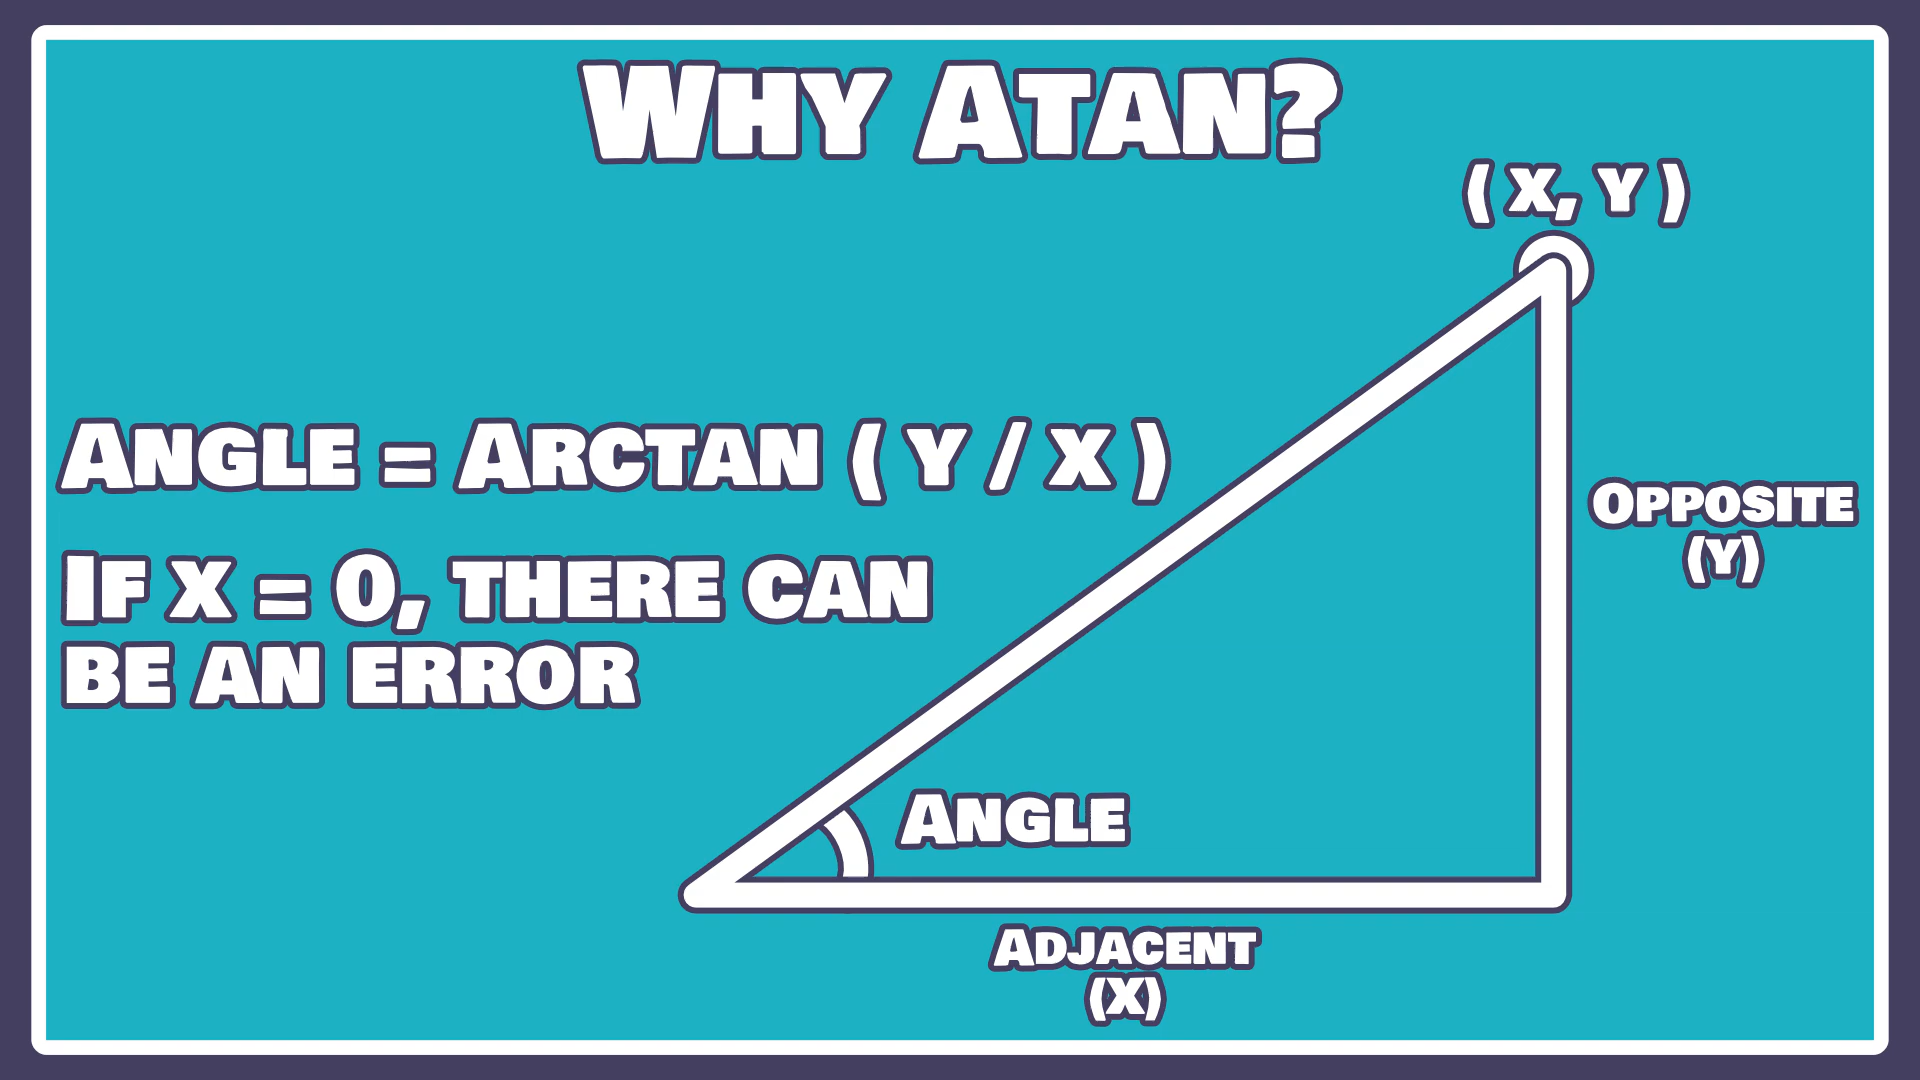 Why Atan?
( x, y )
Angle = Arctan ( y / x )
If x = 0, there can
be an error
Opposite
(Y)
Angle
Adjacent
(X)